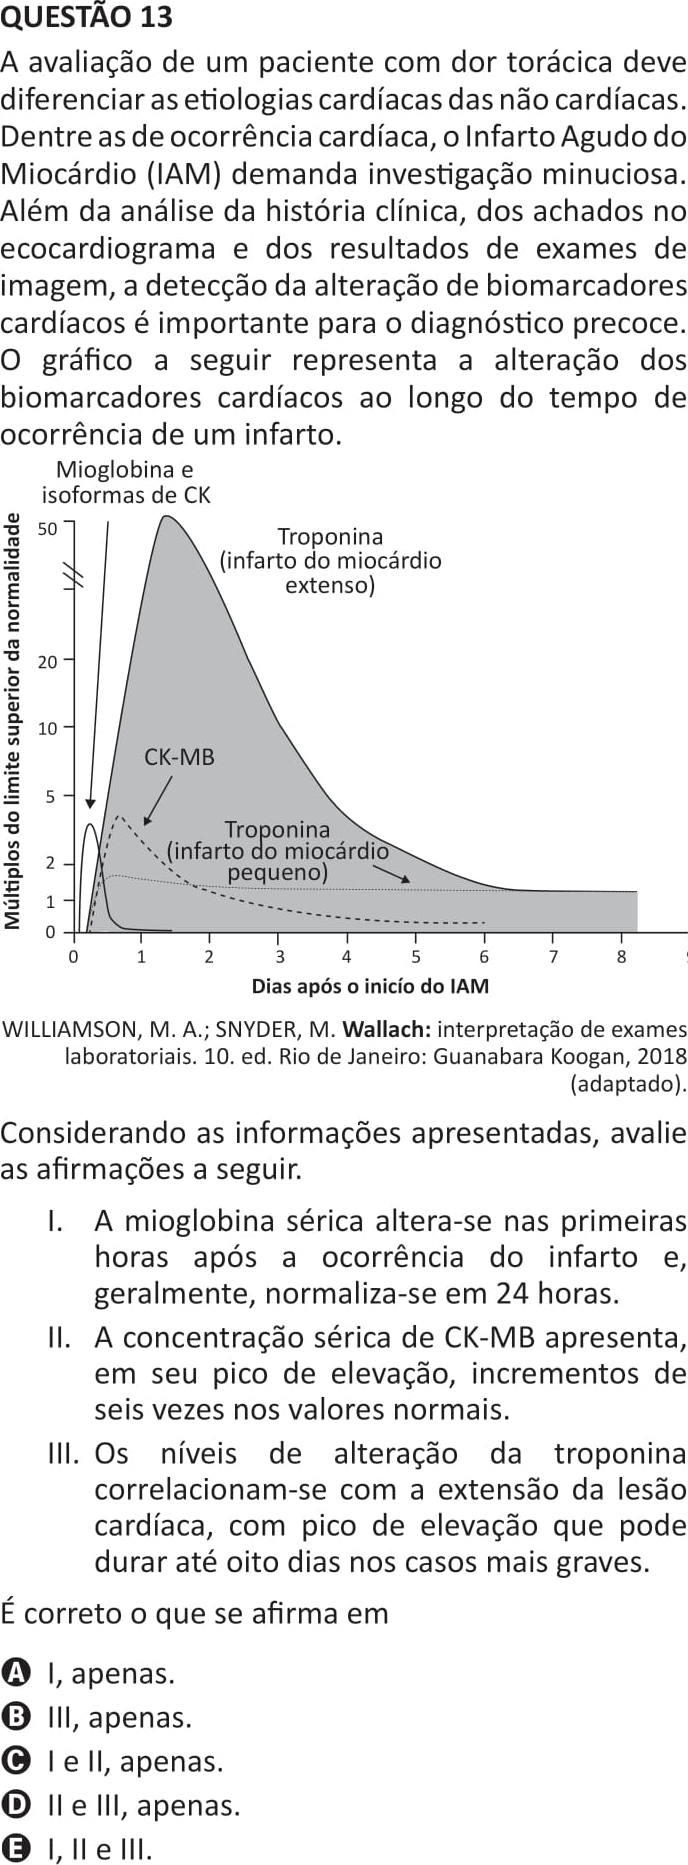 QUESTÃO 13
A avaliação de um paciente com dor torácica deve
diferenciar as etiologias cardíacas das não cardíacas.
Dentre as de ocorrência cardíaca, o Infarto Agudo do
Miocárdio (IAM) demanda investigação minuciosa.
Além da análise da história clínica, dos achados no
ecocardiograma e dos resultados de exames de
imagem, a detecção da alteração de biomarcadores
cardíacos é importante para o diagnóstico precoce.
O gráfico a seguir representa a alteração dos
biomarcadores cardíacos ao longo do tempo de
ocorrência de um infarto.
Mioglobina e
isoformas de CK
Múltiplos do limite superior da normalidade
50
20
10
5
2
1
0
Troponina
(infarto do miocárdio
extenso)
CK-MB
Troponina
(infarto do miocárdio
pequeno)
0 1 2 3 4 5 6 7 8
Dias após o inicío do IAM
WILLIAMSON, M. A.; SNYDER, M. Wallach: interpretação de exames
laboratoriais. 10. ed. Rio de Janeiro: Guanabara Koogan, 2018
(adaptado).
Considerando as informações apresentadas, avalie
as afirmações a seguir.
I. A mioglobina sérica altera-se nas primeiras
horas após a ocorrência do infarto e,
geralmente, normaliza-se em 24 horas.
II. A concentração sérica de CK-MB apresenta,
em seu pico de elevação, incrementos de
seis vezes nos valores normais.
III. Os níveis de alteração da troponina
correlacionam-se com a extensão da lesão
cardíaca, com pico de elevação que pode
durar até oito dias nos casos mais graves.
É correto o que se afirma em
A I, apenas.
B III, apenas.
C I e II, apenas.
D II e III, apenas.
E I, II e III.